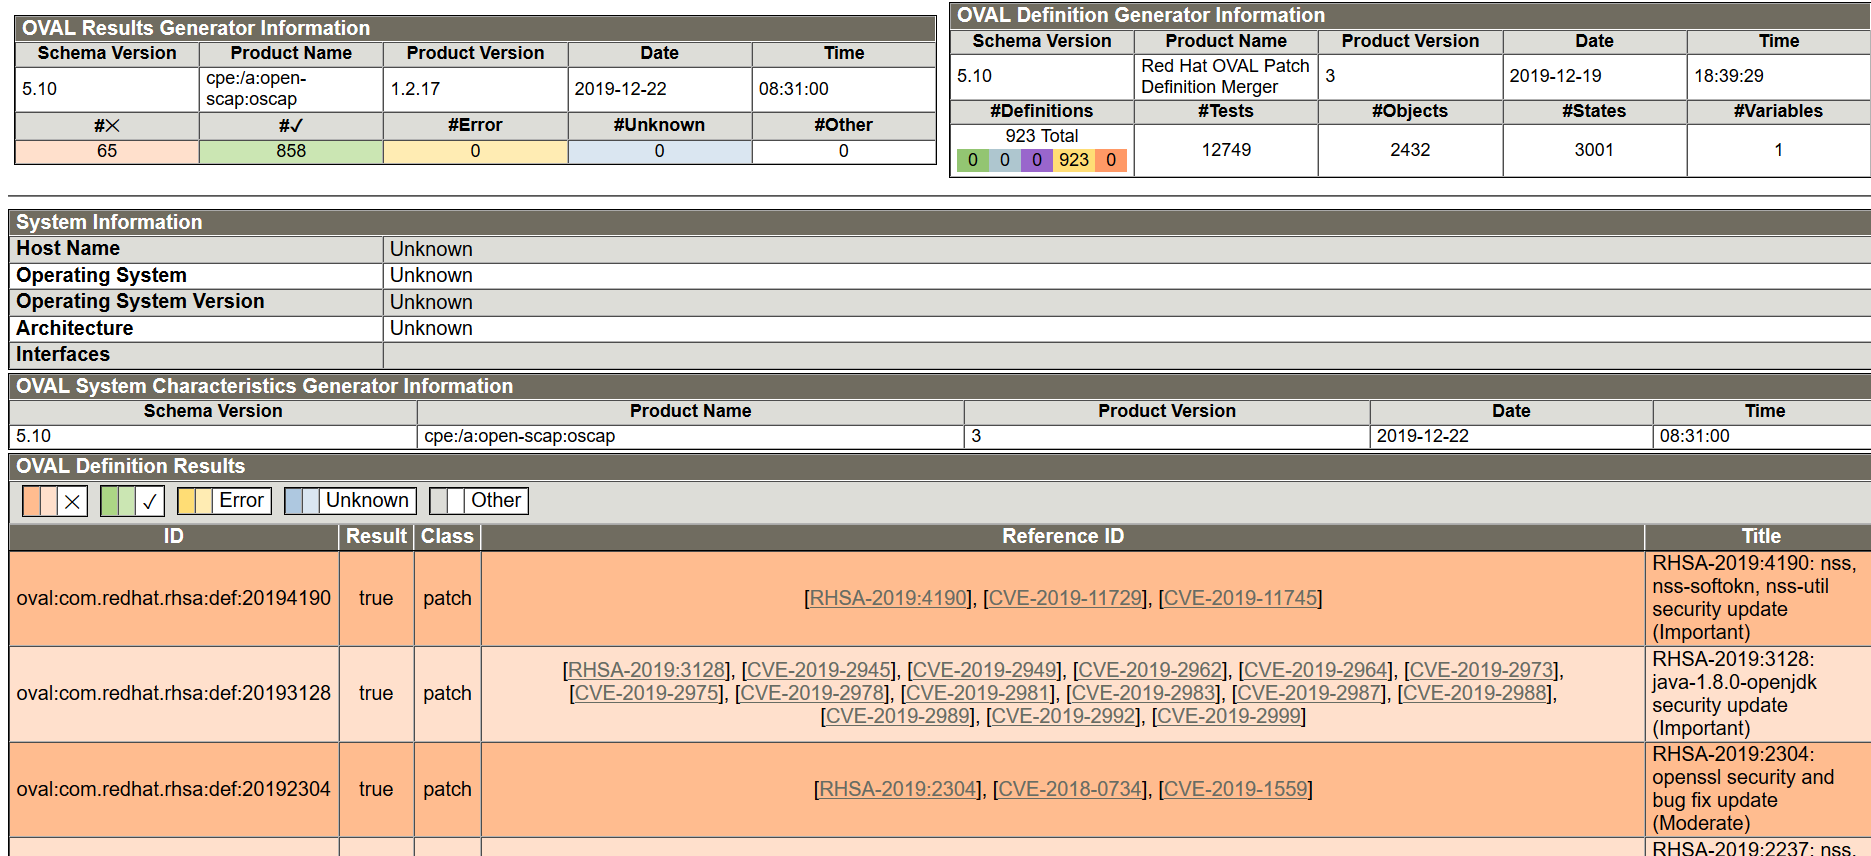 OVAL Results Generator Information
Schema Version Product Name Product Version Date Time
5.10 cpe:/a:open-scap:oscap 1.2.17 2019-12-22 08:31:00
#✕ #✓ #Error #Unknown #Other
65 858 0 0 0
OVAL Definition Generator Information
Schema Version Product Name Product Version Date Time
5.10 Red Hat OVAL Patch Definition Merger 3 2019-12-19 18:39:29
#Definitions #Tests #Objects #States #Variables
923 Total
0 0 0 923 0 12749 2432 3001 1
System Information
Host Name Unknown
Operating System Unknown
Operating System Version Unknown
Architecture Unknown
Interfaces
OVAL System Characteristics Generator Information
Schema Version Product Name Product Version Date Time
5.10 cpe:/a:open-scap:oscap 3 2019-12-22 08:31:00
OVAL Definition Results
✕ ✓ Error Unknown Other
ID Result Class Reference ID Title
oval:com.redhat.rhsa:def:20194190 true patch [RHSA-2019:4190], [CVE-2019-11729], [CVE-2019-11745]
RHSA-2019:4190: nss,
nss-softokn, nss-util
security update
(Important)
oval:com.redhat.rhsa:def:20193128 true patch
[RHSA-2019:3128], [CVE-2019-2945], [CVE-2019-2949], [CVE-2019-2962], [CVE-2019-2964], [CVE-2019-2973],
[CVE-2019-2975], [CVE-2019-2978], [CVE-2019-2981], [CVE-2019-2983], [CVE-2019-2987], [CVE-2019-2988],
[CVE-2019-2989], [CVE-2019-2992], [CVE-2019-2999]
RHSA-2019:3128:
java-1.8.0-openjdk
security update
(Important)
oval:com.redhat.rhsa:def:20192304 true patch [RHSA-2019:2304], [CVE-2018-0734], [CVE-2019-1559]
RHSA-2019:2304:
openssl security and
bug fix update
(Moderate)
RHSA-2019:2237: nss,